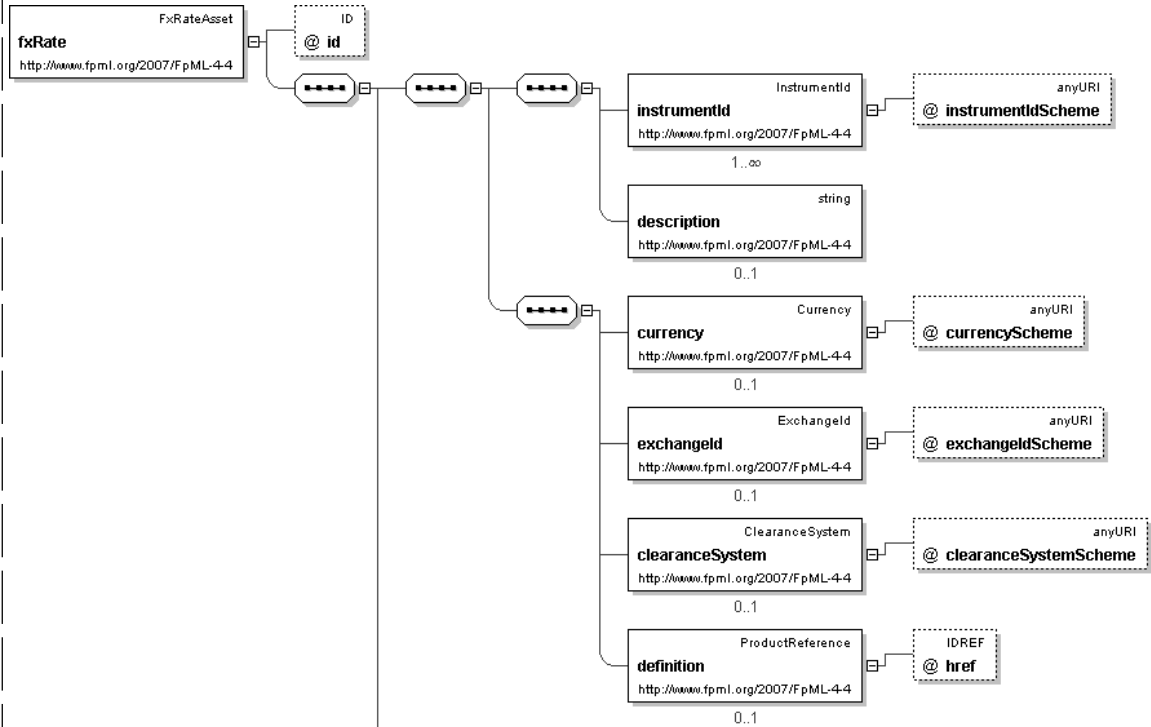 FxRateAsset
fxRate
http://www.fpml.org/2007/FpML-4-4
ID
@ id
InstrumentId
instrumentId
http://www.fpml.org/2007/FpML-4-4
1..∞
anyURI
@ instrumentIdScheme
string
description
http://www.fpml.org/2007/FpML-4-4
0..1
Currency
currency
http://www.fpml.org/2007/FpML-4-4
0..1
anyURI
@ currencyScheme
ExchangeId
exchangeId
http://www.fpml.org/2007/FpML-4-4
0..1
anyURI
@ exchangeIdScheme
ClearanceSystem
clearanceSystem
http://www.fpml.org/2007/FpML-4-4
0..1
anyURI
@ clearanceSystemScheme
ProductReference
definition
http://www.fpml.org/2007/FpML-4-4
0..1
IDREF
@ href